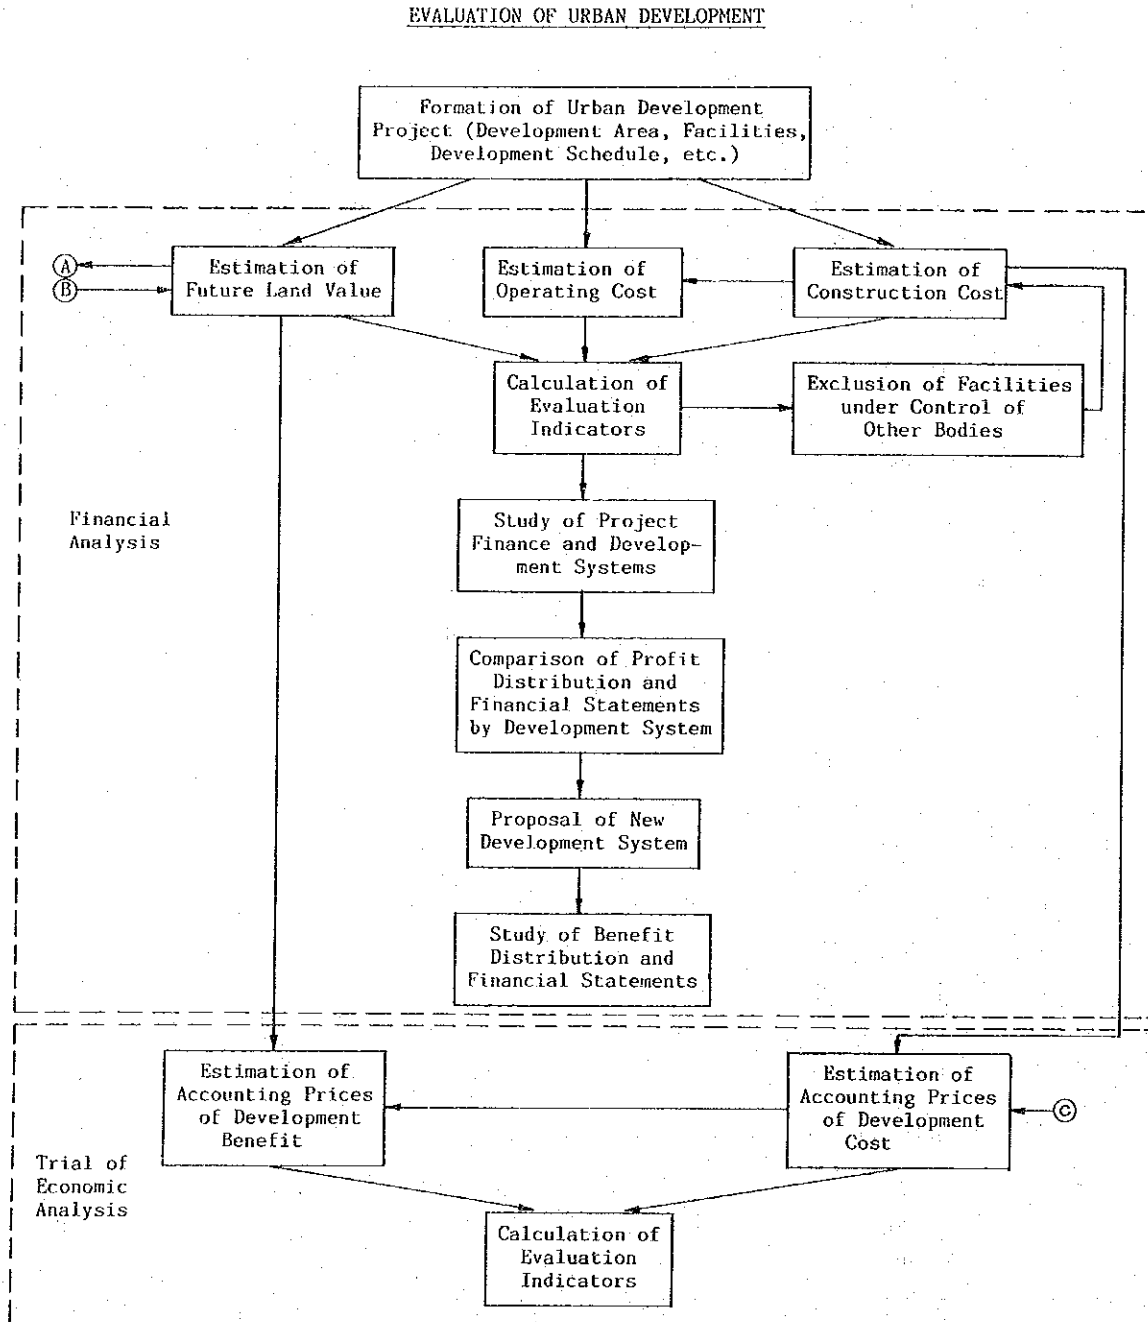 EVALUATION OF URBAN DEVELOPMENT
Formation of Urban Development
Project (Development Area, Facilities,
Development Schedule, etc.)
A
B
Estimation of
Future Land Value
Estimation of
Operating Cost
Estimation of
Construction Cost
Calculation of
Evaluation
Indicators
Exclusion of Facilities
under Control of
Other Bodies
Financial
Analysis
Study of Project
Finance and Develop-
ment Systems
Comparison of Profit
Distribution and
Financial Statements
by Development System
Proposal of New
Development System
Study of Benefit
Distribution and
Financial Statements
Estimation of
Accounting Prices
of Development
Benefit
Estimation of
Accounting Prices
of Development
Cost
C
Trial of
Economic
Analysis
Calculation of
Evaluation
Indicators